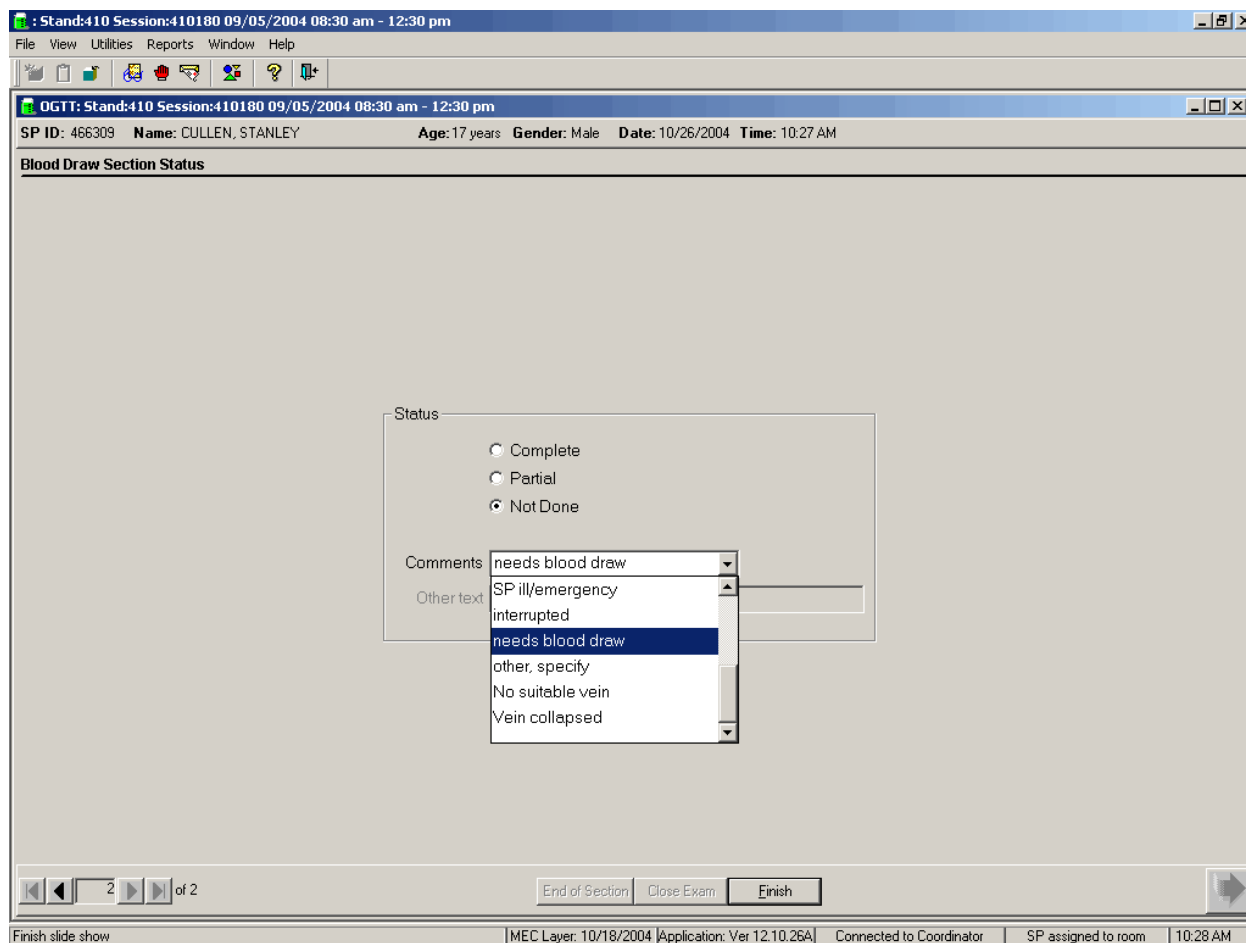 : Stand:410 Session:410180 09/05/2004 08:30 am - 12:30 pm
File View Utilities Reports Window Help
OGTT: Stand:410 Session:410180 09/05/2004 08:30 am - 12:30 pm
SP ID: 466309 Name: CULLEN, STANLEY Age: 17 years Gender: Male Date: 10/26/2004 Time: 10:27 AM
Blood Draw Section Status
Status
Complete
Partial
Not Done
Comments needs blood draw
Other text
SP ill/emergency
interrupted
needs blood draw
other, specify
No suitable vein
Vein collapsed
2 of 2
End of Section Close Exam Finish
Finish slide show MEC Layer: 10/18/2004 Application: Ver 12.10.26A Connected to Coordinator SP assigned to room 10:28 AM